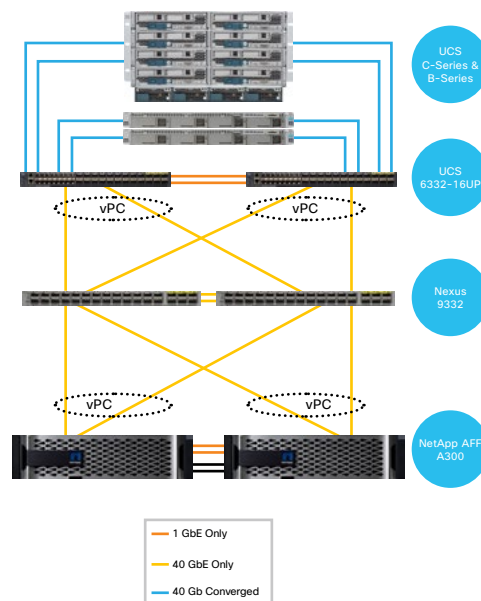 UCS
C-Series &
B-Series
UCS
6332-16UP
vPC
vPC
Nexus
9332
vPC
vPC
NetApp AFF
A300
1 GbE Only
40 GbE Only
40 Gb Converged